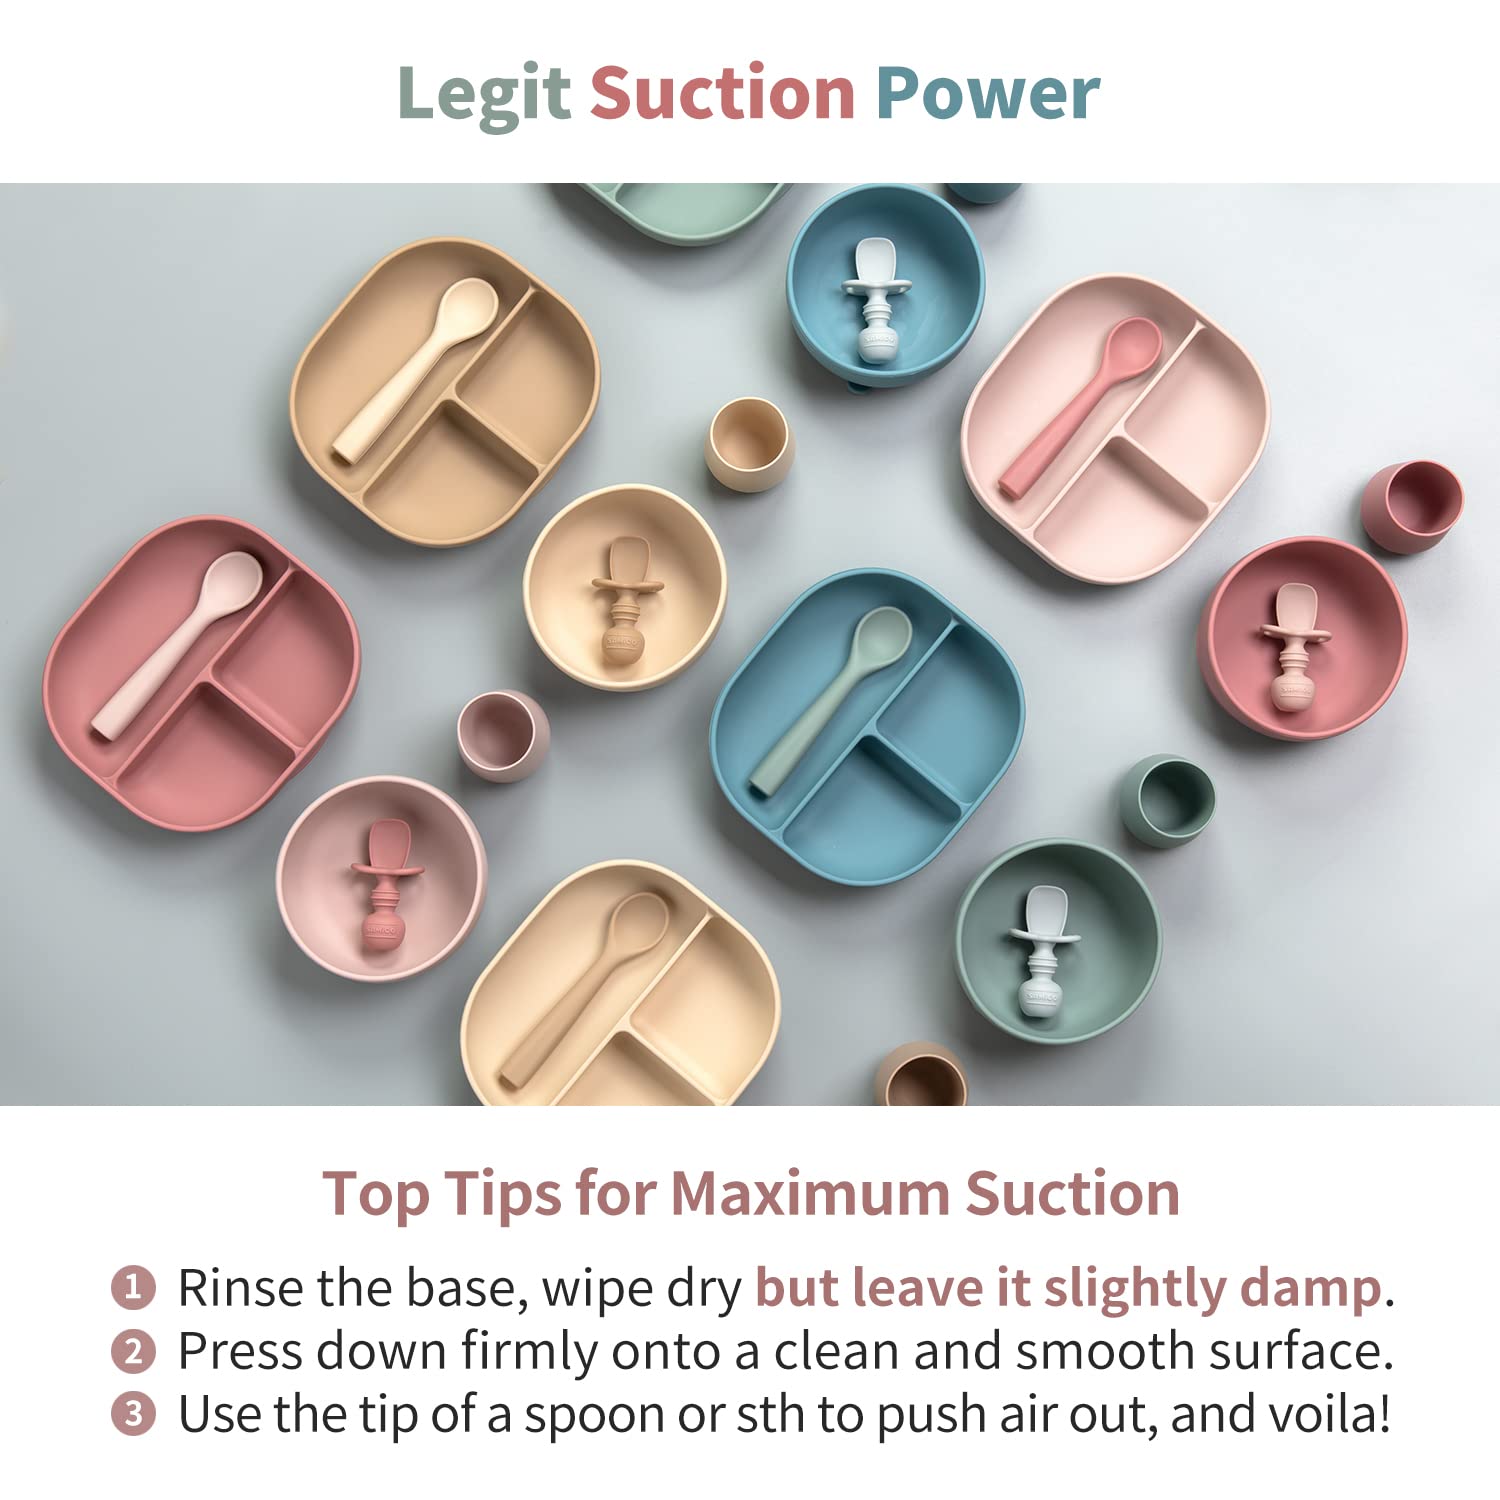 Legit Suction Power
Top Tips for Maximum Suction
1 Rinse the base, wipe dry but leave it slightly damp.
2 Press down firmly onto a clean and smooth surface.
3 Use the tip of a spoon or sth to push air out, and voila!